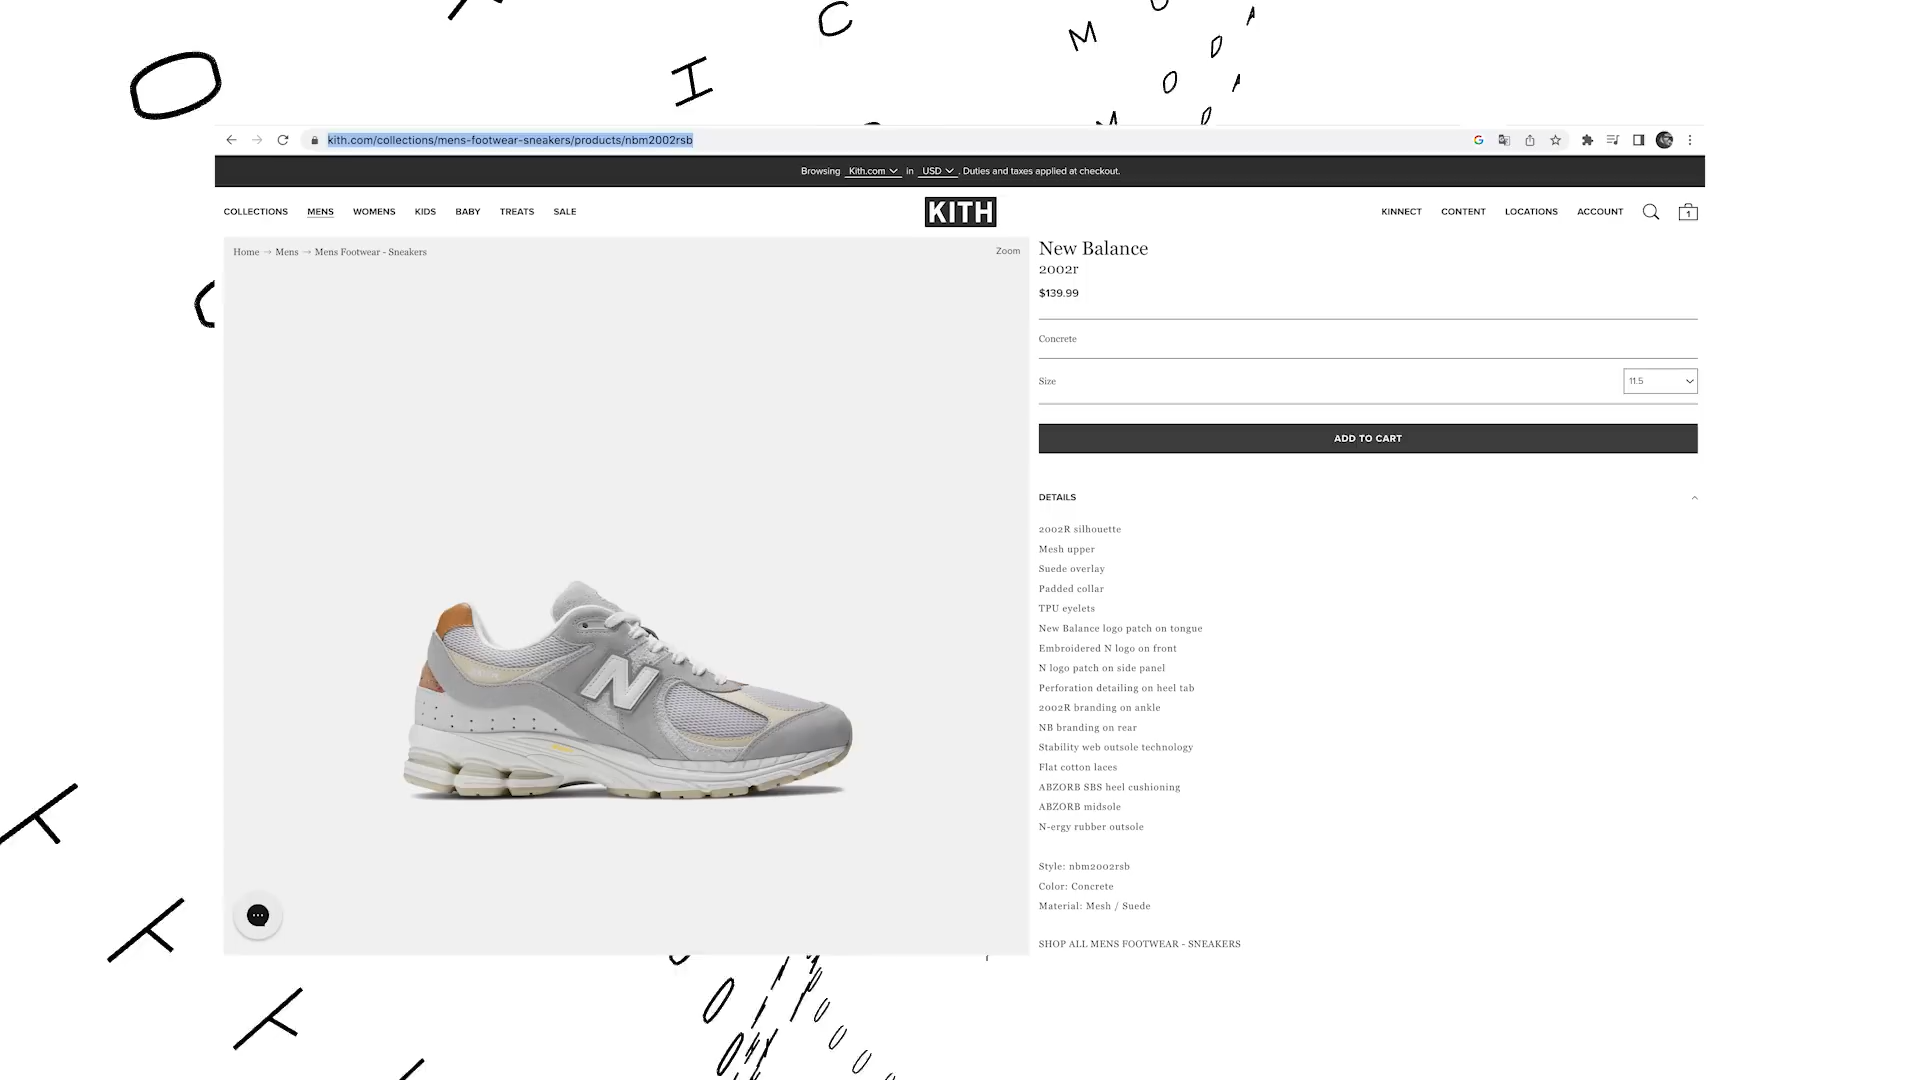 O
I
C
M
O
A
O
A
M
O
kith.com/collections/mens-footwear-sneakers/products/nbm2002rsb
Browsing Kith.com in USD . Duties and taxes applied at checkout.
COLLECTIONS MENS WOMENS KIDS BABY TREATS SALE
KITH
KINNECT CONTENT LOCATIONS ACCOUNT 1
Home → Mens → Mens Footwear - Sneakers
Zoom
New Balance
2002r
$139.99
Concrete
Size 11.5
ADD TO CART
DETAILS
2002R silhouette
Mesh upper
Suede overlay
Padded collar
TPU eyelets
New Balance logo patch on tongue
Embroidered N logo on front
N logo patch on side panel
Perforation detailing on heel tab
2002R branding on ankle
NB branding on rear
Stability web outsole technology
Flat cotton laces
ABZORB SBS heel cushioning
ABZORB midsole
N-ergy rubber outsole
Style: nbm2002rsb
Color: Concrete
Material: Mesh / Suede
SHOP ALL MENS FOOTWEAR - SNEAKERS
N
T
T
T
O
O
O
O
O